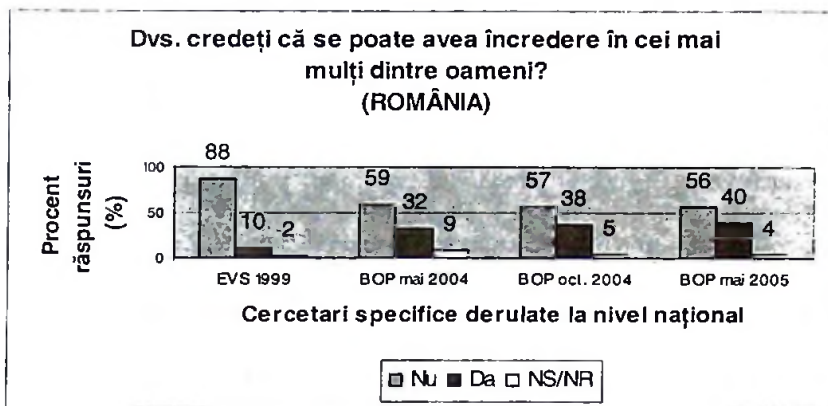 Dvs. credeți că se poate avea încredere în cei mai
mulți dintre oameni?
(ROMÂNIA)
Procent
răspunsuri
(%)
100
50
0
88
10
2
59
32
9
57
38
5
56
40
4
EVS 1999
BOP mai 2004
BOP oct. 2004
BOP mai 2005
Cercetari specifice derulate la nivel național
Nu Da NS/NR